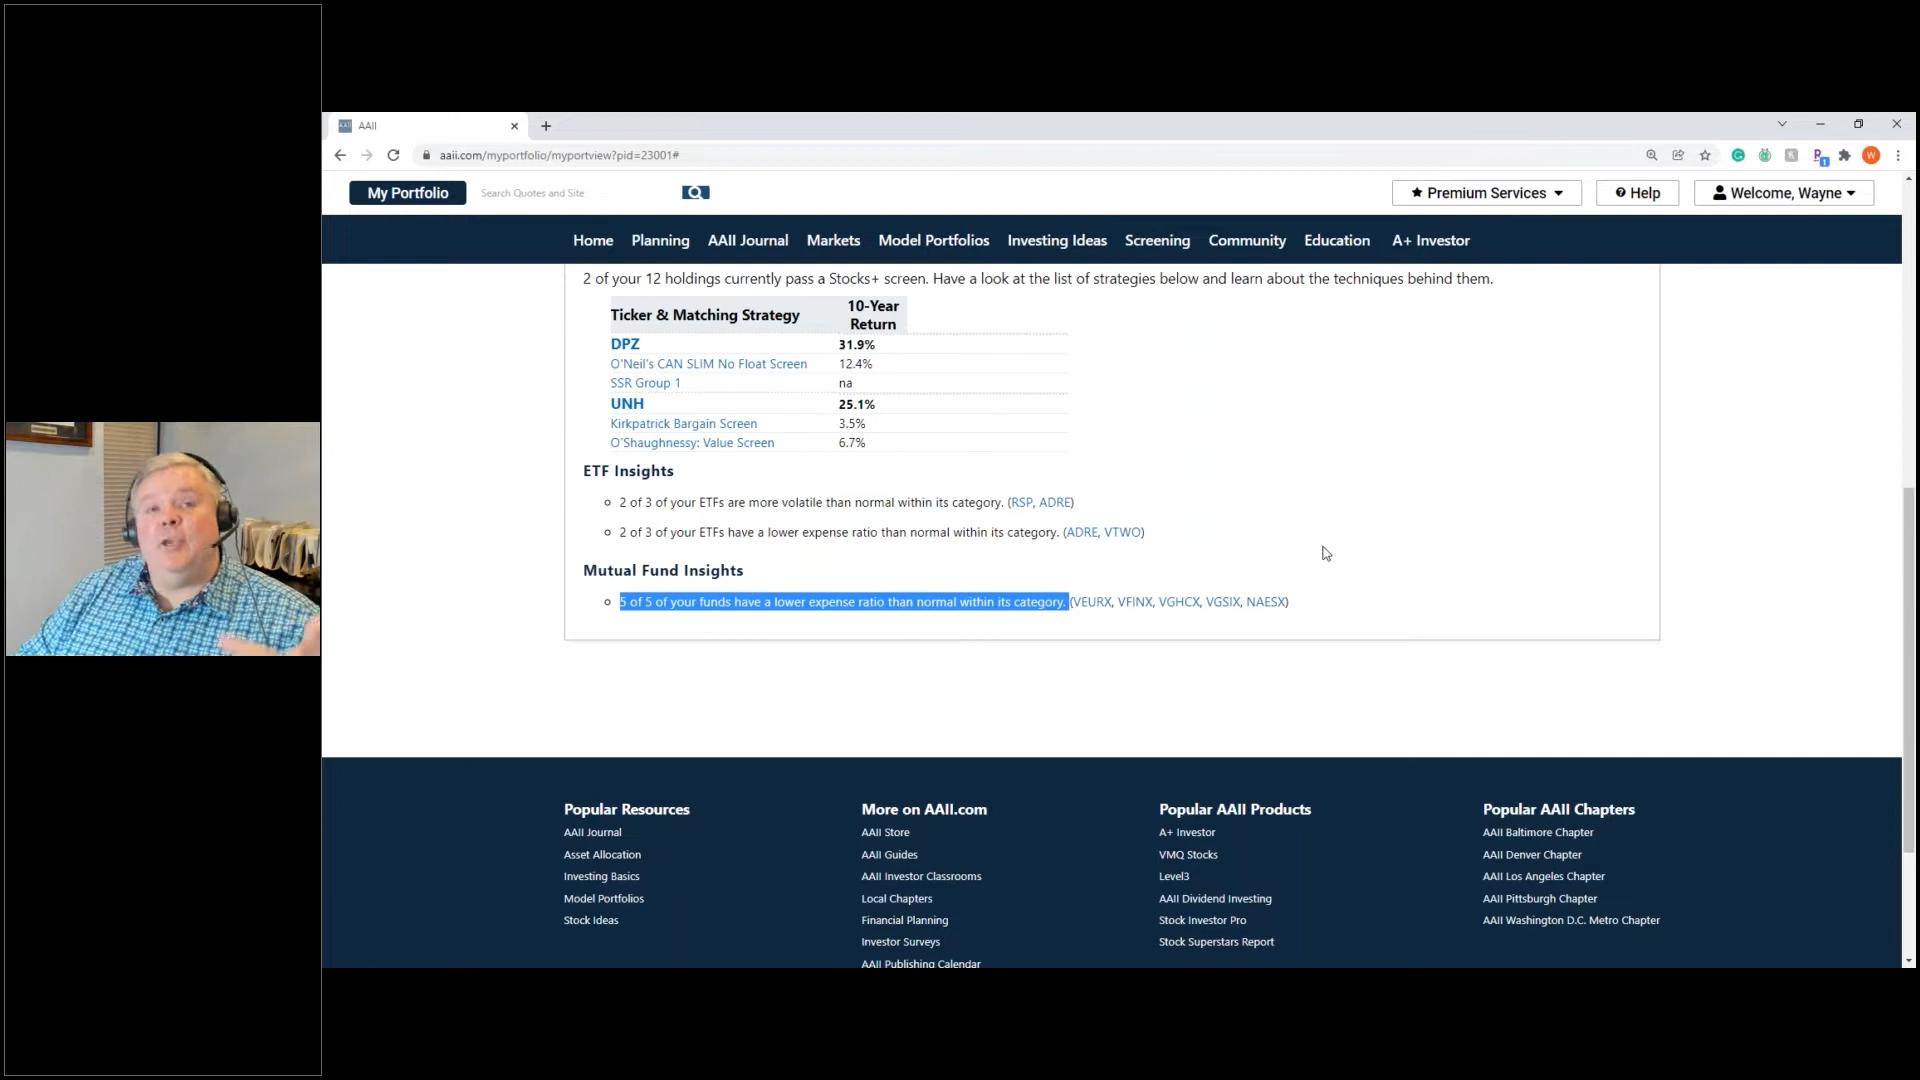 AAII
aaii.com/myportfolio/myportview?pid=23001#
W
My Portfolio
Search Quotes and Site
Premium Services
Help
Welcome, Wayne
Home Planning AAII Journal Markets Model Portfolios Investing Ideas Screening Community Education A+ Investor
2 of your 12 holdings currently pass a Stocks+ screen. Have a look at the list of strategies below and learn about the techniques behind them.
Ticker & Matching Strategy 10-Year Return
DPZ 31.9%
O'Neil's CAN SLIM No Float Screen 12.4%
SSR Group 1 na
UNH 25.1%
Kirkpatrick Bargain Screen 3.5%
O'Shaughnessy: Value Screen 6.7%
ETF Insights
2 of 3 of your ETFs are more volatile than normal within its category. (RSP, ADRE)
2 of 3 of your ETFs have a lower expense ratio than normal within its category. (ADRE, VTWO)
Mutual Fund Insights
5 of 5 of your funds have a lower expense ratio than normal within its category. (VEURX, VFINX, VGHCX, VGSIX, NAESX)
Popular Resources
AAII Journal
Asset Allocation
Investing Basics
Model Portfolios
Stock Ideas
More on AAII.com
AAII Store
AAII Guides
AAII Investor Classrooms
Local Chapters
Financial Planning
Investor Surveys
AAII Publishing Calendar
Popular AAII Products
A+ Investor
VMQ Stocks
Level3
AAII Dividend Investing
Stock Investor Pro
Stock Superstars Report
Popular AAII Chapters
AAII Baltimore Chapter
AAII Denver Chapter
AAII Los Angeles Chapter
AAII Pittsburgh Chapter
AAII Washington D.C. Metro Chapter